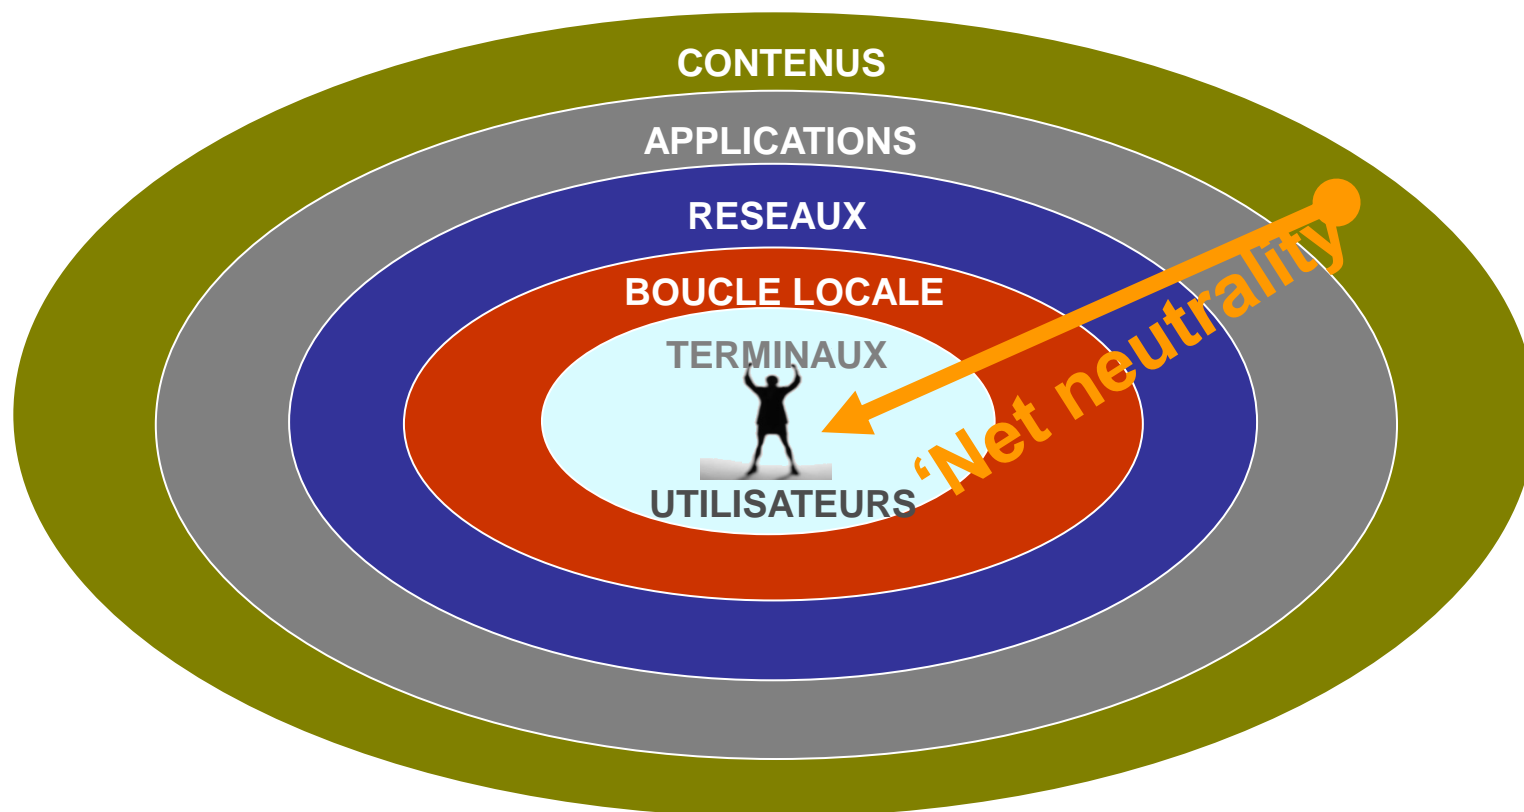 CONTENUS
APPLICATIONS
RESEAUX
BOUCLE LOCALE
TERMINAUX
UTILISATEURS
‘Net neutrality